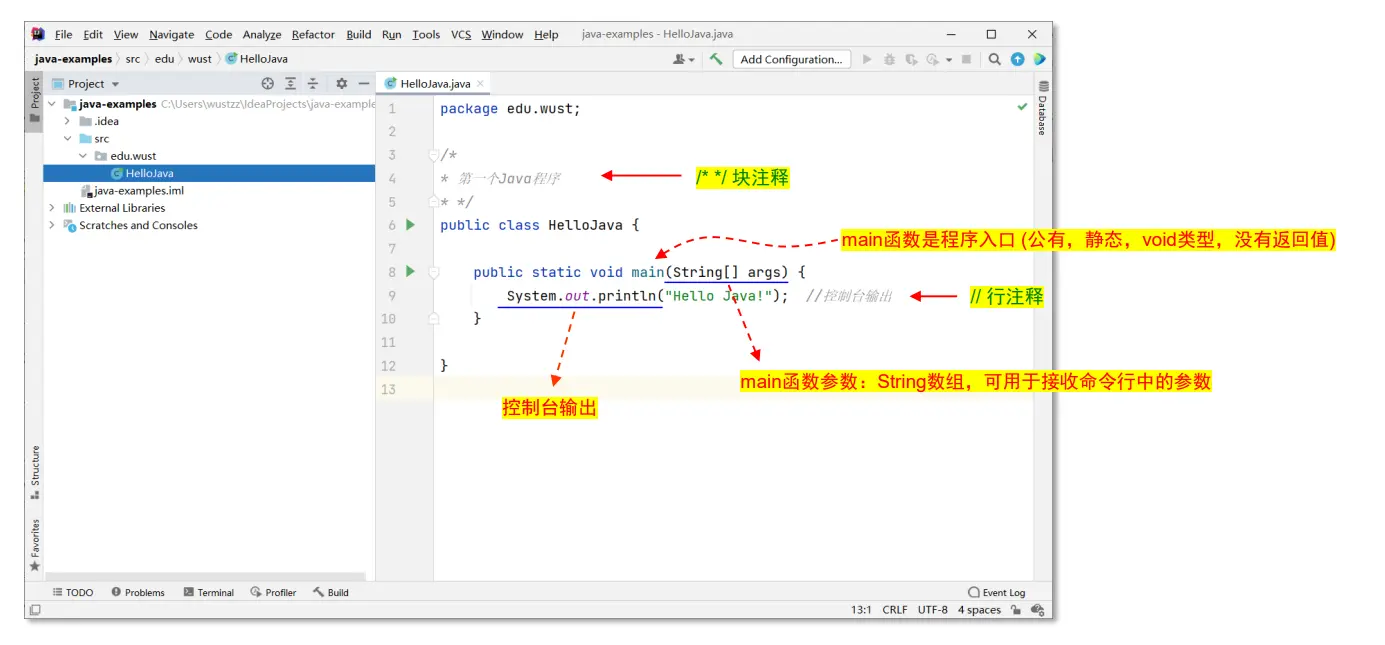 File Edit View Navigate Code Analyze Refactor Build Run Tools VCS Window Help java-examples - HelloJava.java
java-examples src edu wust HelloJava Add Configuration...
Project
Project
HelloJava.java
java-examples C:\Users\wustzz\IdeaProjects\java-example
.idea
src
edu.wust
HelloJava
java-examples.iml
External Libraries
Scratches and Consoles
Structure
Favorites
1 package edu.wust;
2
3 /*
4 * 第一个Java程序
5 * */
6 public class HelloJava {
7
8 public static void main(String[] args) {
9 System.out.println("Hello Java!"); //控制台输出
10 }
11
12 }
13
/* */ 块注释
main函数是程序入口 (公有，静态，void类型，没有返回值)
// 行注释
main函数参数：String数组，可用于接收命令行中的参数
控制台输出
Database
TODO Problems Terminal Profiler Build Event Log
13:1 CRLF UTF-8 4 spaces